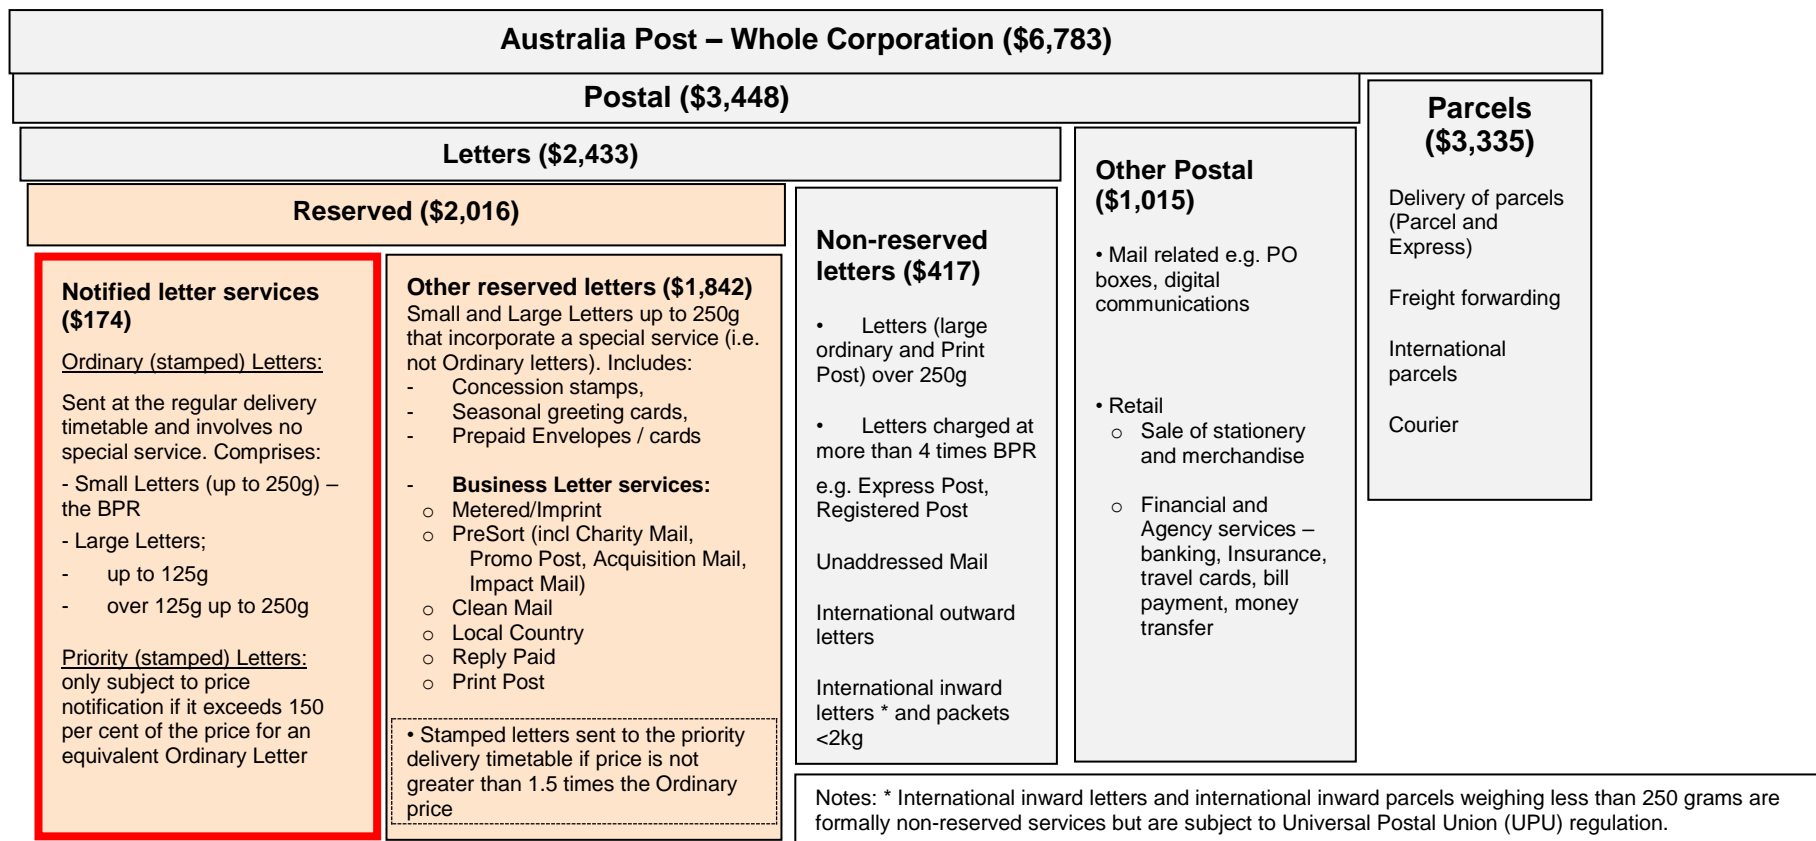 Australia Post – Whole Corporation ($6,783)
Postal ($3,448)
Letters ($2,433)
Reserved ($2,016)
Notified letter services
($174)
Ordinary (stamped) Letters:
Sent at the regular delivery
timetable and involves no
special service. Comprises:
- Small Letters (up to 250g) –
the BPR
- Large Letters;
- up to 125g
- over 125g up to 250g
Priority (stamped) Letters:
only subject to price
notification if it exceeds 150
per cent of the price for an
equivalent Ordinary Letter
Other reserved letters ($1,842)
Small and Large Letters up to 250g
that incorporate a special service (i.e.
not Ordinary letters). Includes:
- Concession stamps,
- Seasonal greeting cards,
- Prepaid Envelopes / cards
- Business Letter services:
o Metered/Imprint
o PreSort (incl Charity Mail,
Promo Post, Acquisition Mail,
Impact Mail)
o Clean Mail
o Local Country
o Reply Paid
o Print Post
• Stamped letters sent to the priority
delivery timetable if price is not
greater than 1.5 times the Ordinary
price
Non-reserved
letters ($417)
• Letters (large
ordinary and Print
Post) over 250g
• Letters charged at
more than 4 times BPR
e.g. Express Post,
Registered Post
Unaddressed Mail
International outward
letters
International inward
letters * and packets
<2kg
Other Postal
($1,015)
• Mail related e.g. PO
boxes, digital
communications
• Retail
o Sale of stationery
and merchandise
o Financial and
Agency services –
banking, Insurance,
travel cards, bill
payment, money
transfer
Parcels
($3,335)
Delivery of parcels
(Parcel and
Express)
Freight forwarding
International
parcels
Courier
Notes: * International inward letters and international inward parcels weighing less than 250 grams are
formally non-reserved services but are subject to Universal Postal Union (UPU) regulation.